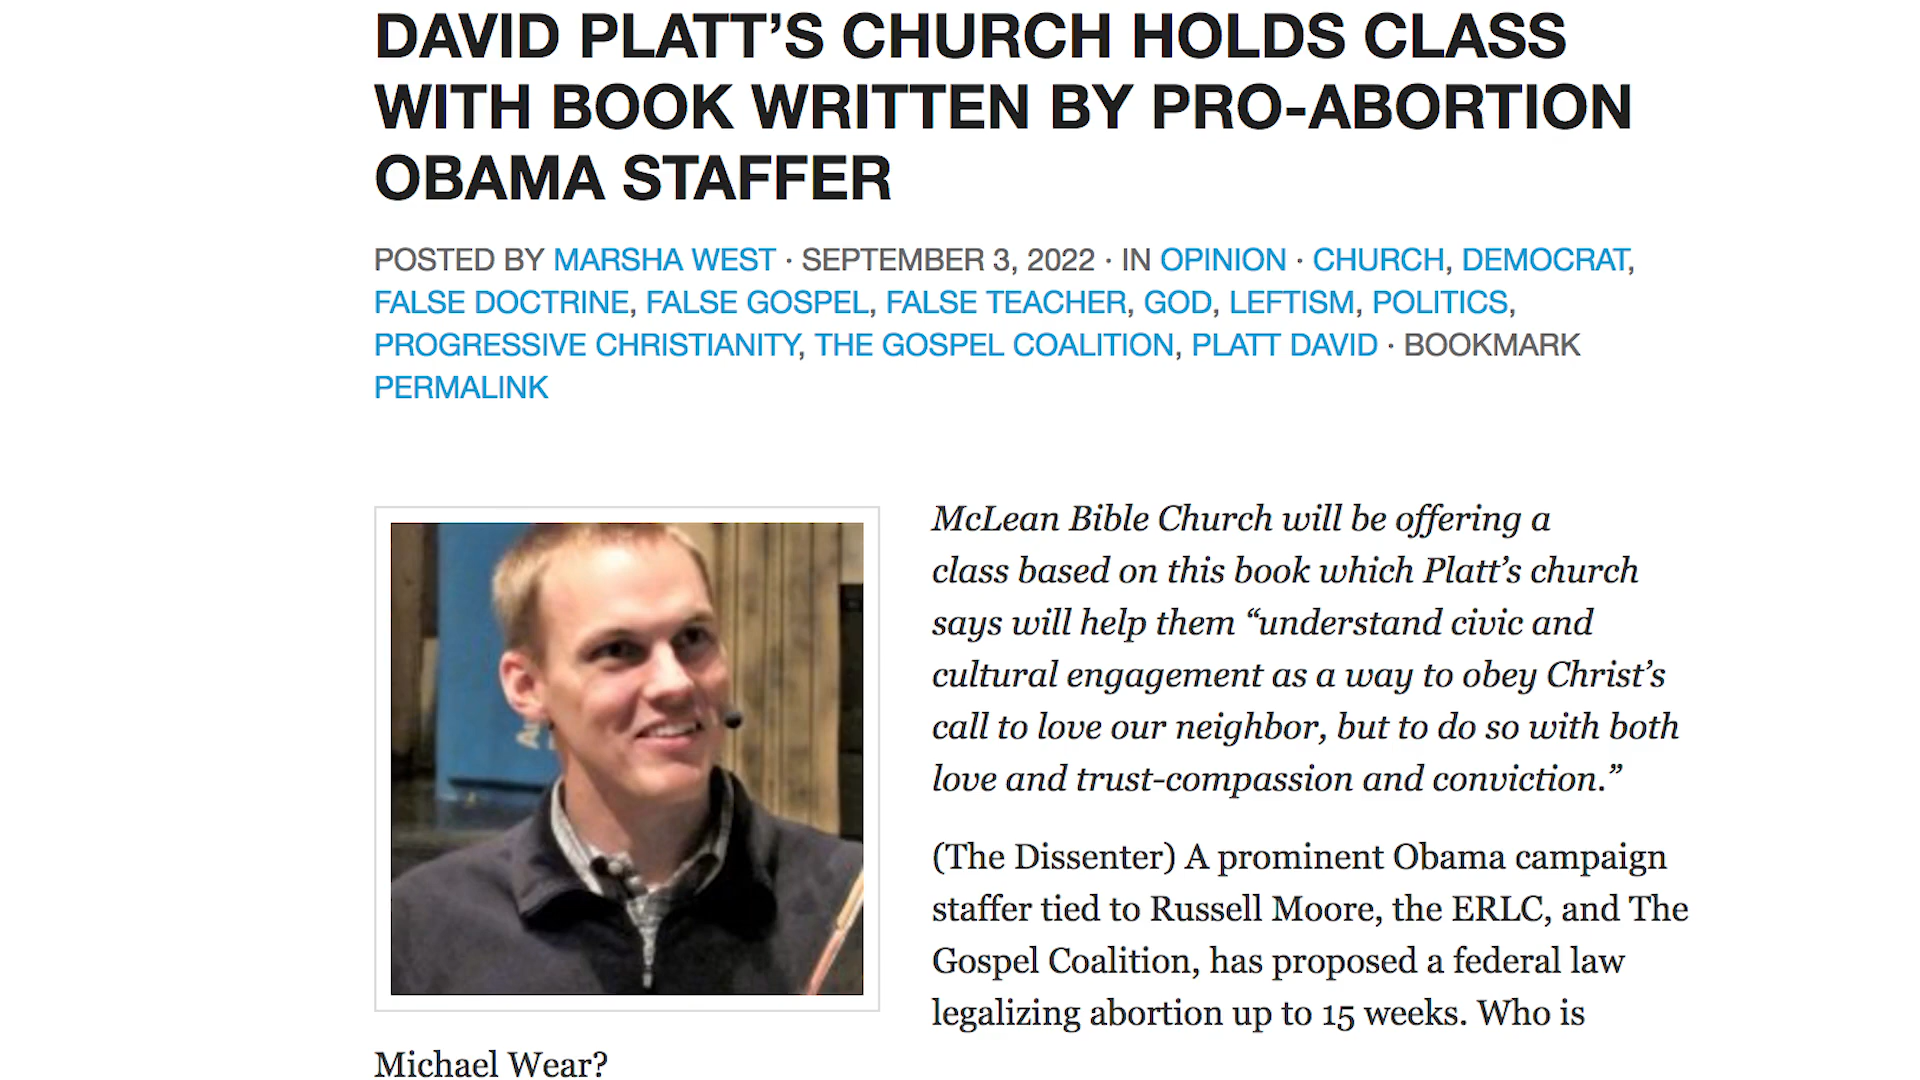 DAVID PLATT’S CHURCH HOLDS CLASS
WITH BOOK WRITTEN BY PRO-ABORTION
OBAMA STAFFER
POSTED BY MARSHA WEST · SEPTEMBER 3, 2022 · IN OPINION · CHURCH, DEMOCRAT,
FALSE DOCTRINE, FALSE GOSPEL, FALSE TEACHER, GOD, LEFTISM, POLITICS,
PROGRESSIVE CHRISTIANITY, THE GOSPEL COALITION, PLATT DAVID · BOOKMARK
PERMALINK
McLean Bible Church will be offering a
class based on this book which Platt’s church
says will help them “understand civic and
cultural engagement as a way to obey Christ’s
call to love our neighbor, but to do so with both
love and trust-compassion and conviction.”
(The Dissenter) A prominent Obama campaign
staffer tied to Russell Moore, the ERLC, and The
Gospel Coalition, has proposed a federal law
legalizing abortion up to 15 weeks. Who is
Michael Wear?